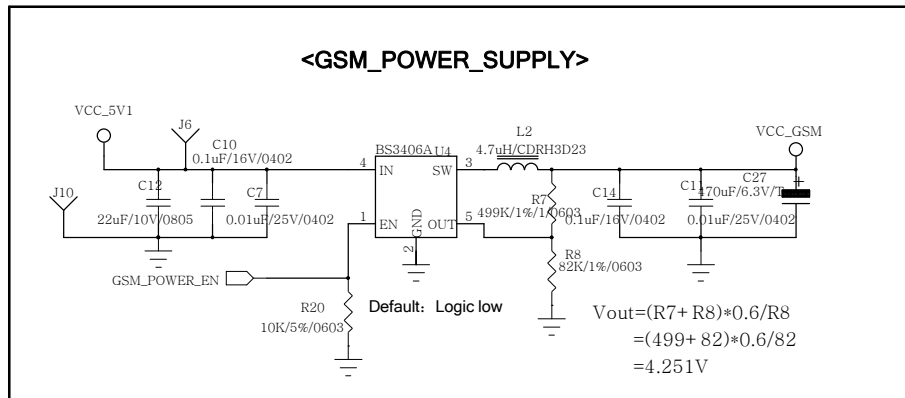 <GSM_POWER_SUPPLY>
VCC_5V1
J6
C10
0.1uF/16V/0402
BS3406A U4
L2
4.7uH/CDRH3D23
VCC_GSM
4
IN
SW
3
J10
C12
22uF/10V/0805
C7
0.01uF/25V/0402
1
EN
GND
2
OUT
5
R7
499K/1%/1/0603
C14
0.1uF/16V/0402
C11
0.01uF/25V/0402
C27
470uF/6.3V/T
+
GSM_POWER_EN
R20
10K/5%/0603
Default: Logic low
R8
82K/1%/0603
Vout=(R7+R8)*0.6/R8
=(499+82)*0.6/82
=4.251V